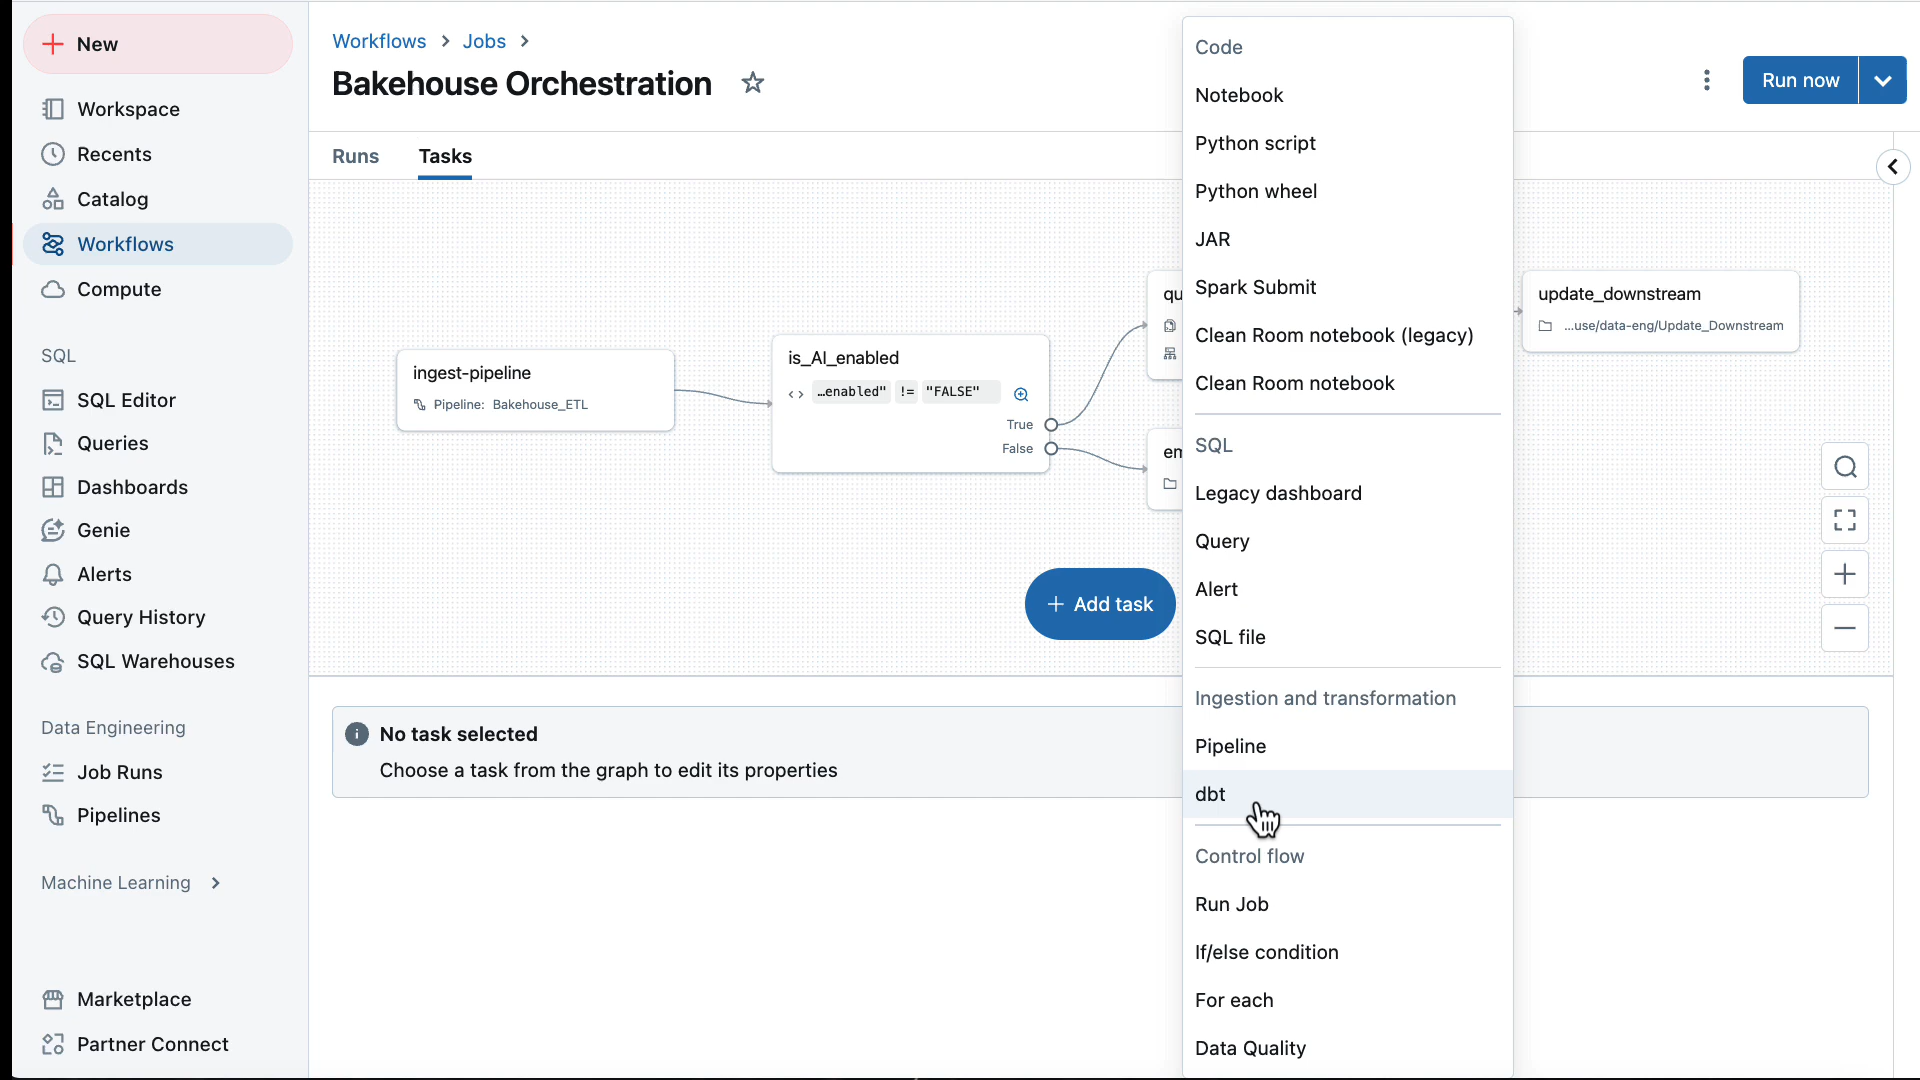 New
Workspace
Recents
Catalog
Workflows
Compute
SQL
SQL Editor
Queries
Dashboards
Genie
Alerts
Query History
SQL Warehouses
Data Engineering
Job Runs
Pipelines
Machine Learning
Marketplace
Partner Connect
Workflows > Jobs >
Bakehouse Orchestration
Run now
Runs
Tasks
ingest-pipeline
Pipeline: Bakehouse_ETL
is_AI_enabled
<> …enabled" != "FALSE"
True
False
qu
em
update_downstream
…use/data-eng/Update_Downstream
+ Add task
No task selected
Choose a task from the graph to edit its properties
Code
Notebook
Python script
Python wheel
JAR
Spark Submit
Clean Room notebook (legacy)
Clean Room notebook
SQL
Legacy dashboard
Query
Alert
SQL file
Ingestion and transformation
Pipeline
dbt
Control flow
Run Job
If/else condition
For each
Data Quality